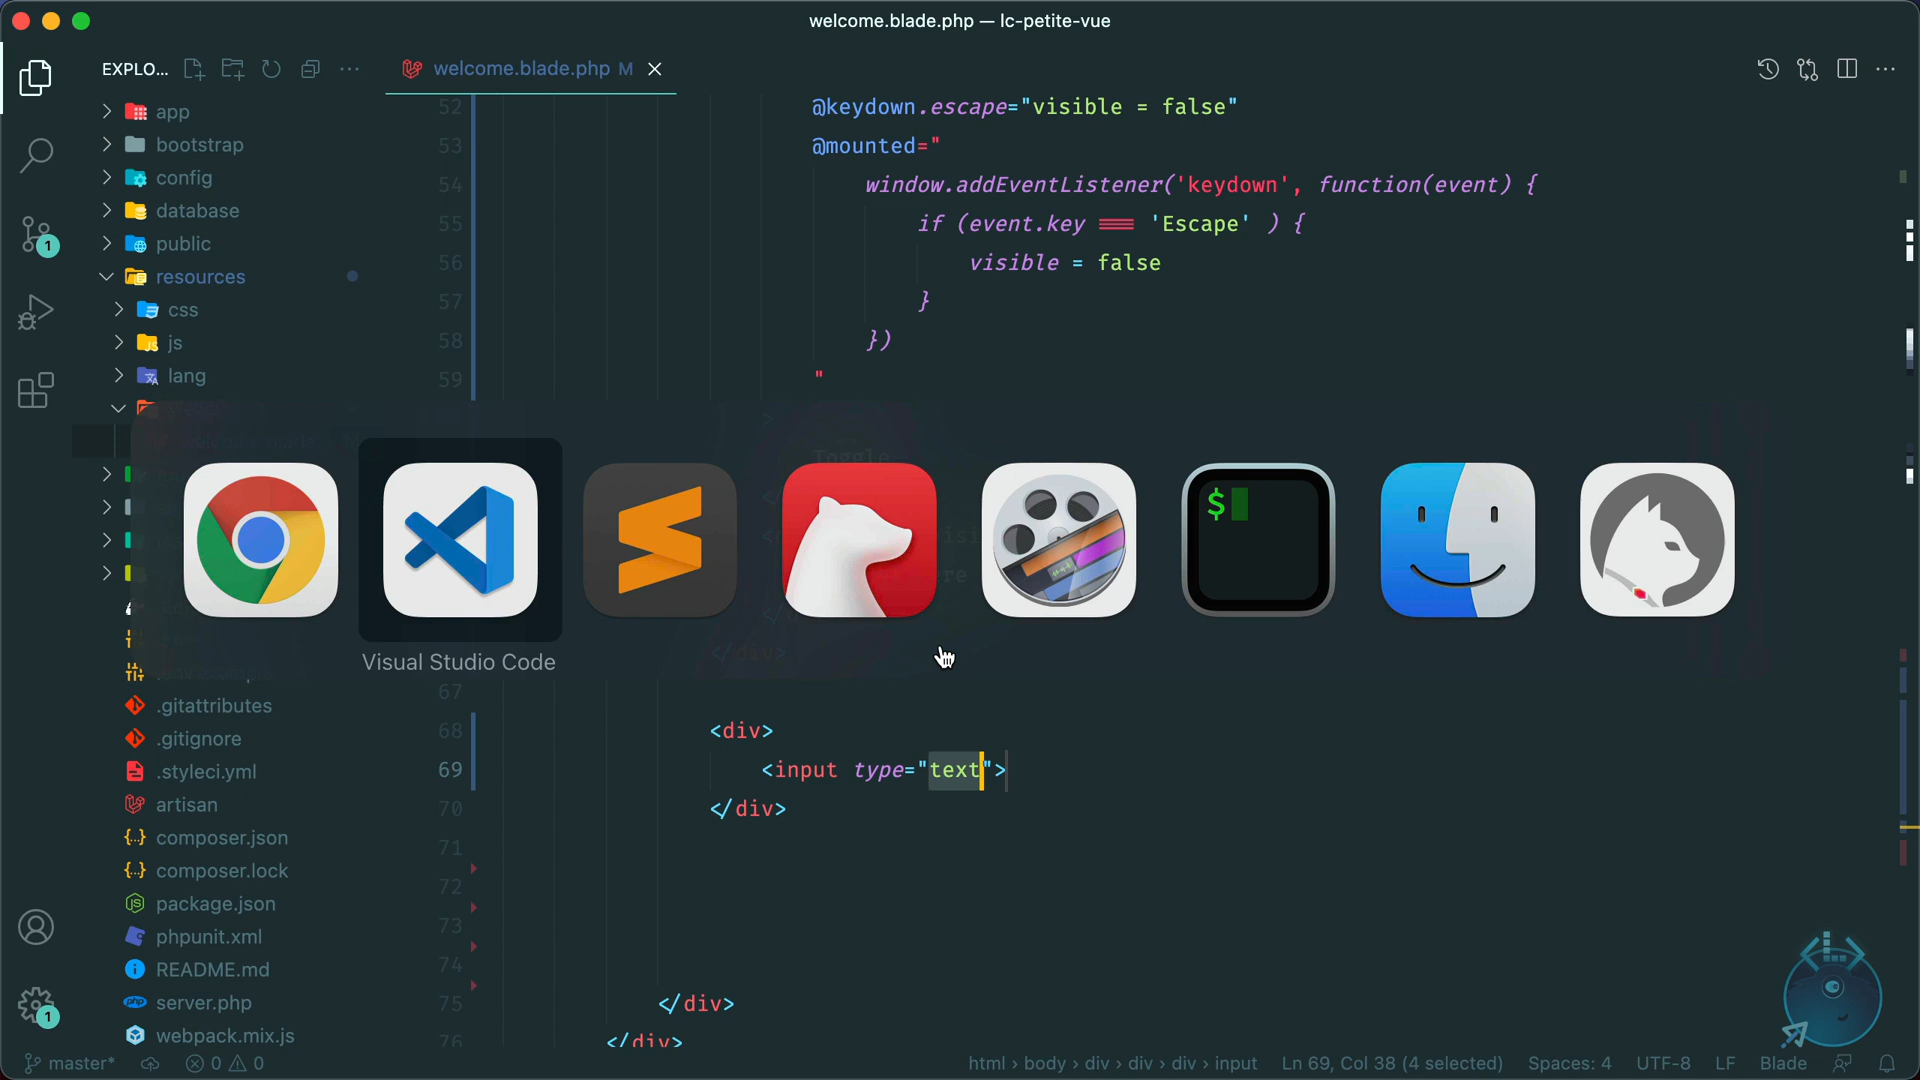 welcome.blade.php — lc-petite-vue
EXPLO...
welcome.blade.php M
app
bootstrap
config
database
public
resources
css
js
lang
.gitattributes
.gitignore
.styleci.yml
artisan
composer.json
composer.lock
package.json
phpunit.xml
README.md
server.php
webpack.mix.js
52 @keydown.escape="visible = false"
53 @mounted="
54 window.addEventListener('keydown', function(event) {
55 if (event.key === 'Escape' ) {
56 visible = false
57 }
58 })
59 "
Toggle
</div>
Visual Studio Code
$
67
68 <div>
69 <input type="text">
70 </div>
71
72
73
74
75 </div>
76 </div>
1
1
master*
0
0
html › body › div › div › div › input
Ln 69, Col 38 (4 selected)
Spaces: 4
UTF-8
LF
Blade